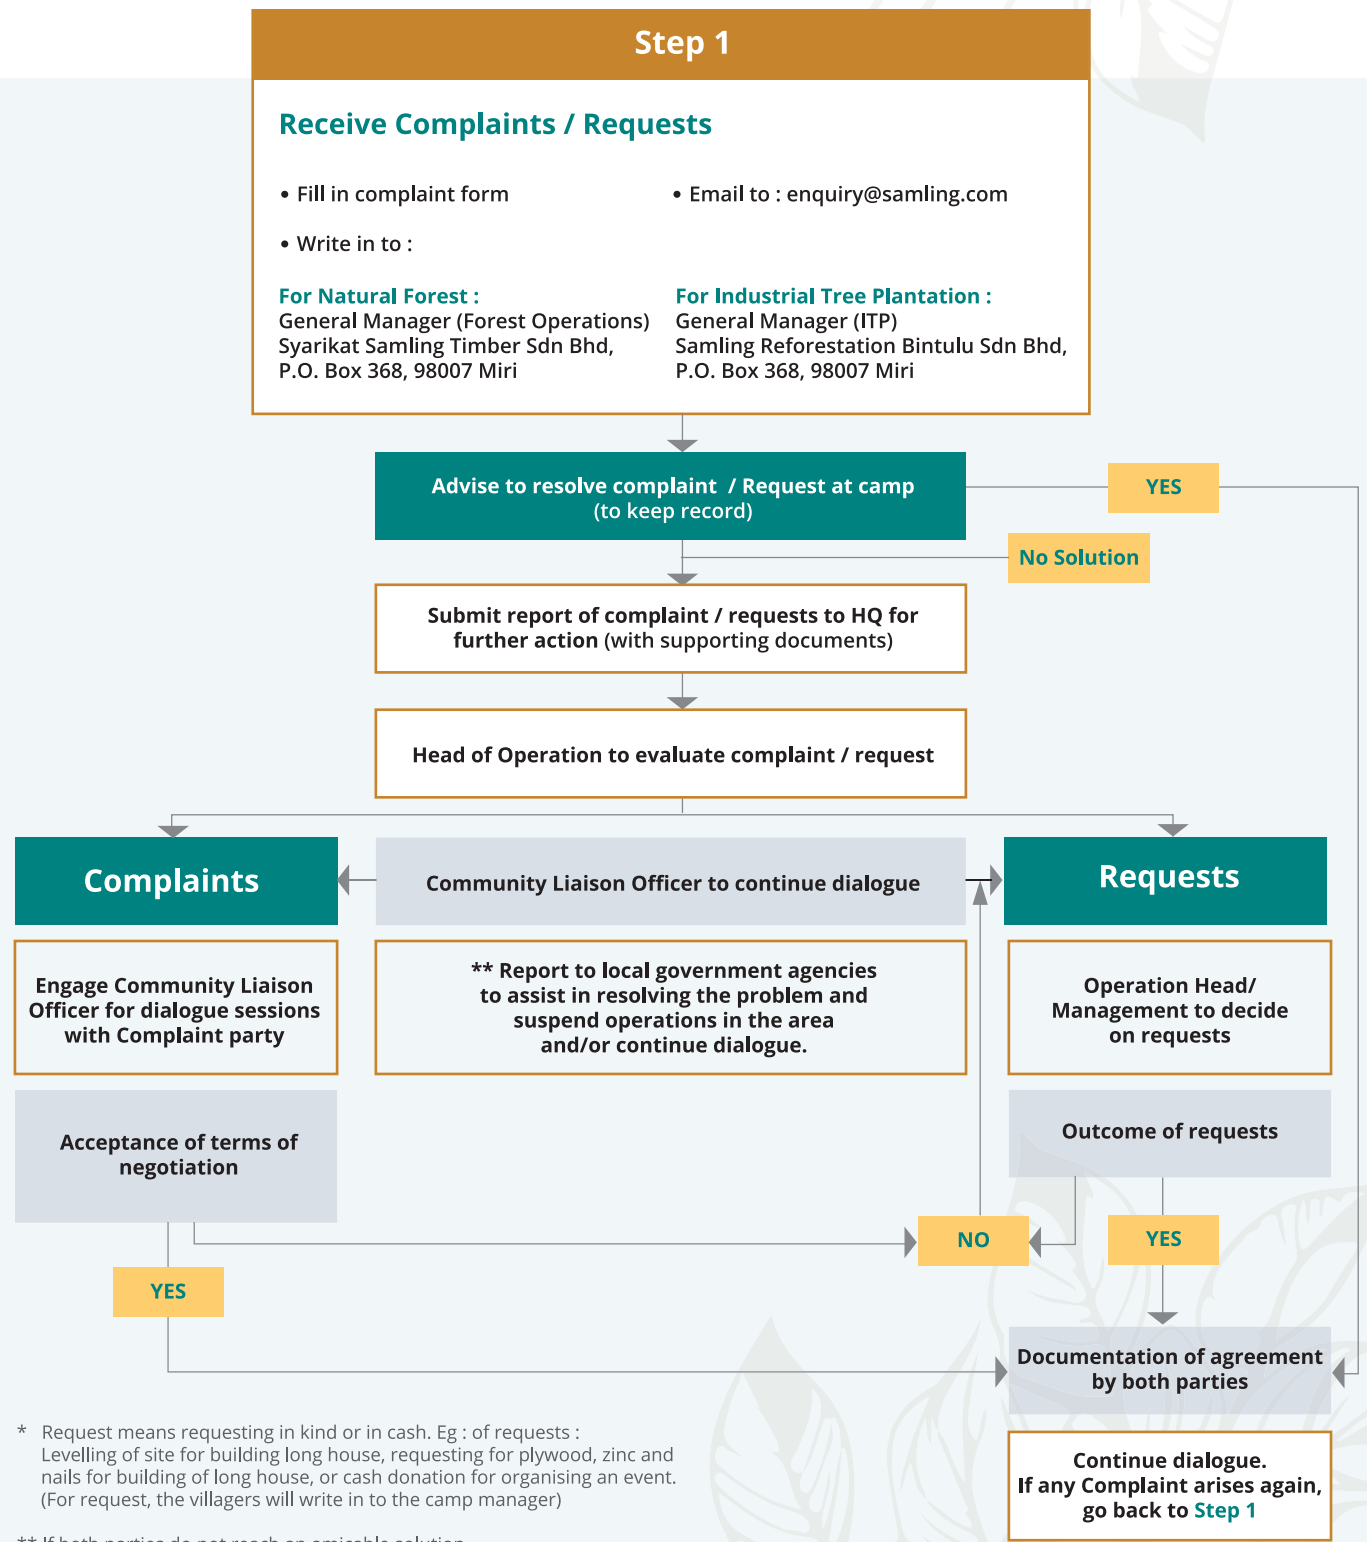 Step 1
Receive Complaints / Requests
• Fill in complaint form
• Email to : enquiry@samling.com
• Write in to :
For Natural Forest :
General Manager (Forest Operations)
Syarikat Samling Timber Sdn Bhd,
P.O. Box 368, 98007 Miri
For Industrial Tree Plantation :
General Manager (ITP)
Samling Reforestation Bintulu Sdn Bhd,
P.O. Box 368, 98007 Miri
Advise to resolve complaint / Request at camp
(to keep record)
YES
No Solution
Submit report of complaint / requests to HQ for
further action (with supporting documents)
Head of Operation to evaluate complaint / request
Complaints
Community Liaison Officer to continue dialogue
Requests
Engage Community Liaison
Officer for dialogue sessions
with Complaint party
** Report to local government agencies
to assist in resolving the problem and
suspend operations in the area
and/or continue dialogue.
Operation Head/
Management to decide
on requests
Acceptance of terms of
negotiation
Outcome of requests
NO
YES
YES
Documentation of agreement
by both parties
Continue dialogue.
If any Complaint arises again,
go back to Step 1
* Request means requesting in kind or in cash. Eg : of requests :
Levelling of site for building long house, requesting for plywood, zinc and
nails for building of long house, or cash donation for organising an event.
(For request, the villagers will write in to the camp manager)
** If both parties do not reach an amicable solution